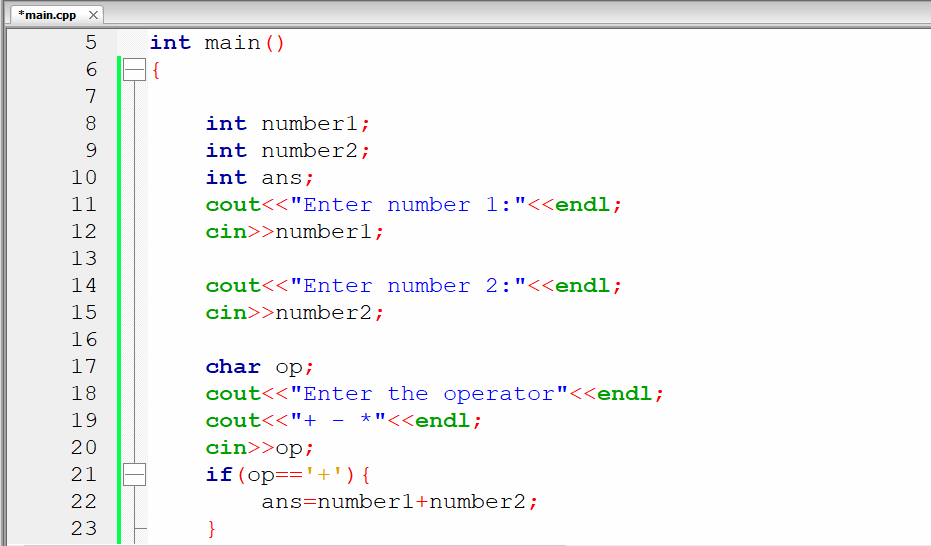 *main.cpp
5 int main()
6 {
7
8 int number1;
9 int number2;
10 int ans;
11 cout<<"Enter number 1:"<<endl;
12 cin>>number1;
13
14 cout<<"Enter number 2:"<<endl;
15 cin>>number2;
16
17 char op;
18 cout<<"Enter the operator"<<endl;
19 cout<<"+ - *"<<endl;
20 cin>>op;
21 if(op=='+'){
22 ans=number1+number2;
23 }